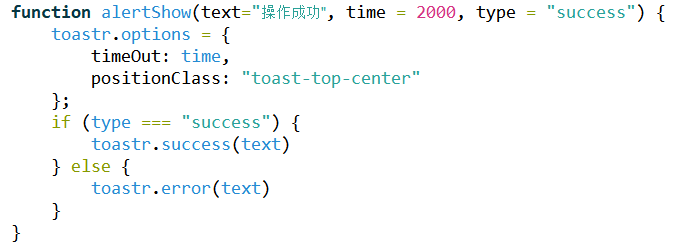 function alertShow(text="操作成功", time = 2000, type = "success") {
    toastr.options = {
        timeOut: time,
        positionClass: "toast-top-center"
    };
    if (type === "success") {
        toastr.success(text)
    } else {
        toastr.error(text)
    }
}